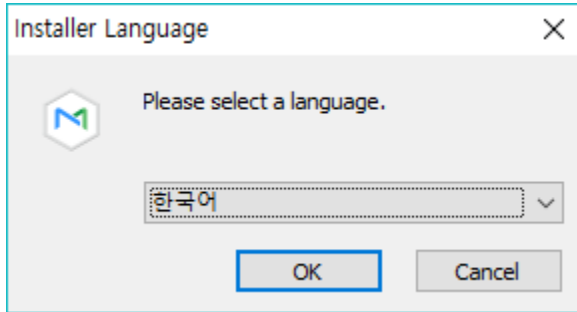 Installer Language
Please select a language.
한국어
OK
Cancel